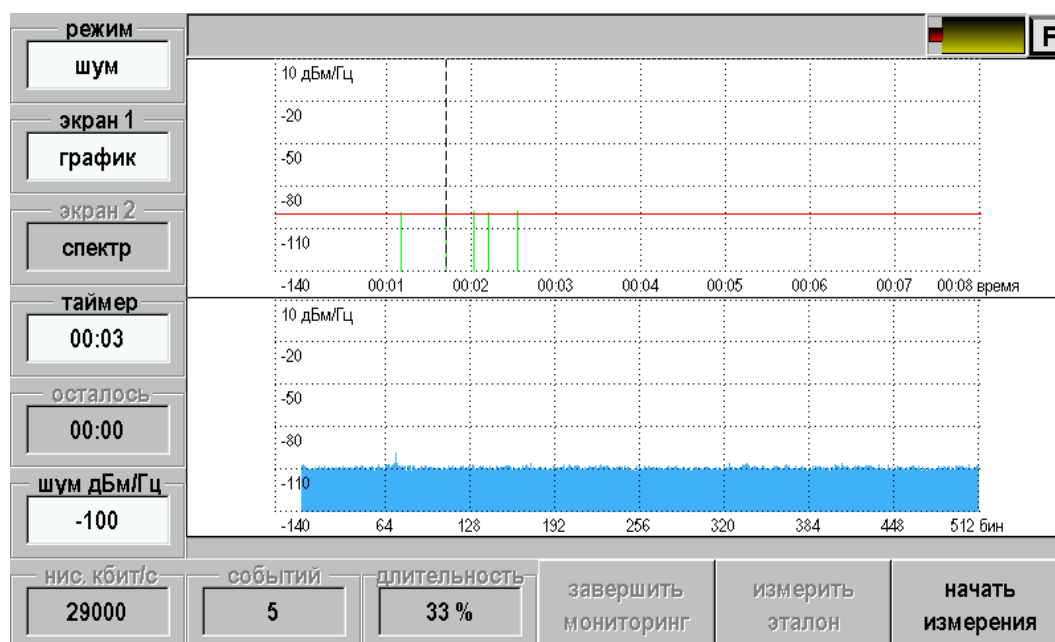 режим
шум
экран 1
график
экран 2
спектр
таймер
00:03
осталось
00:00
шум дБм/Гц
-100
F
10 дБм/Гц
-20
-50
-80
-110
-140 00:01 00:02 00:03 00:04 00:05 00:06 00:07 00:08 время
10 дБм/Гц
-20
-50
-80
-110
-140 64 128 192 256 320 384 448 512 бин
нис. кбит/с
29000
событий
5
длительность
33 %
завершить
мониторинг
измерить
эталон
начать
измерения